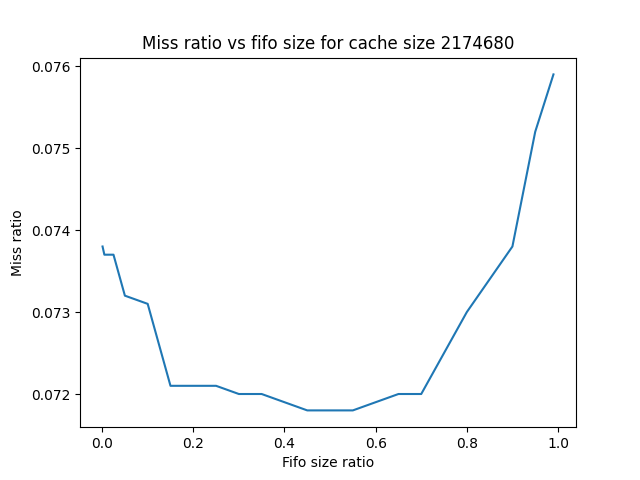 Miss ratio vs fifo size for cache size 2174680
0.076
0.075
0.074
0.073
0.072
Miss ratio
0.0 0.2 0.4 0.6 0.8 1.0
Fifo size ratio